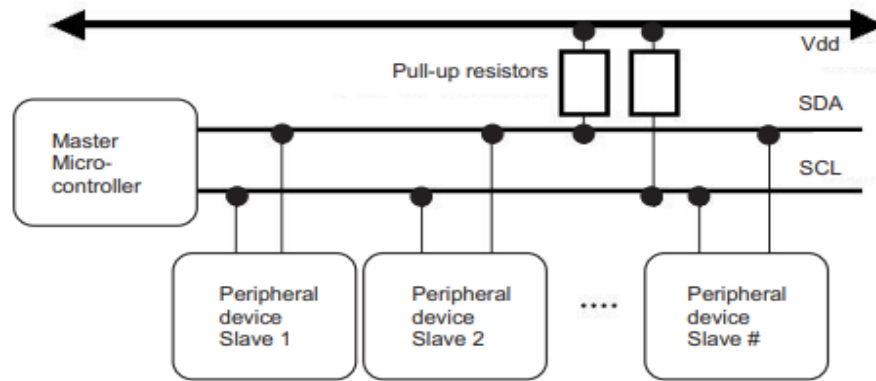 Vdd
Pull-up resistors
SDA
Master
Micro-
controller
SCL
Peripheral
device
Slave 1
Peripheral
device
Slave 2
....
Peripheral
device
Slave #